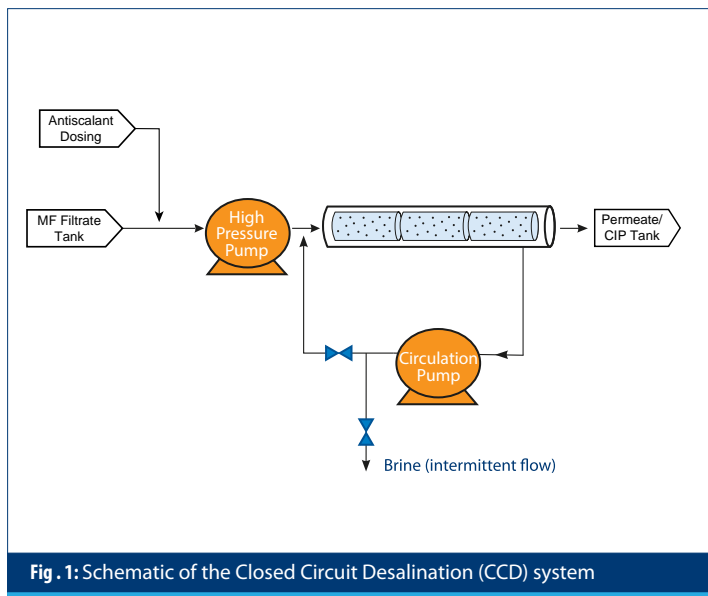 Antiscalant
Dosing
MF Filtrate
Tank
High
Pressure
Pump
Permeate/
CIP Tank
Circulation
Pump
Brine (intermittent flow)
Fig . 1: Schematic of the Closed Circuit Desalination (CCD) system